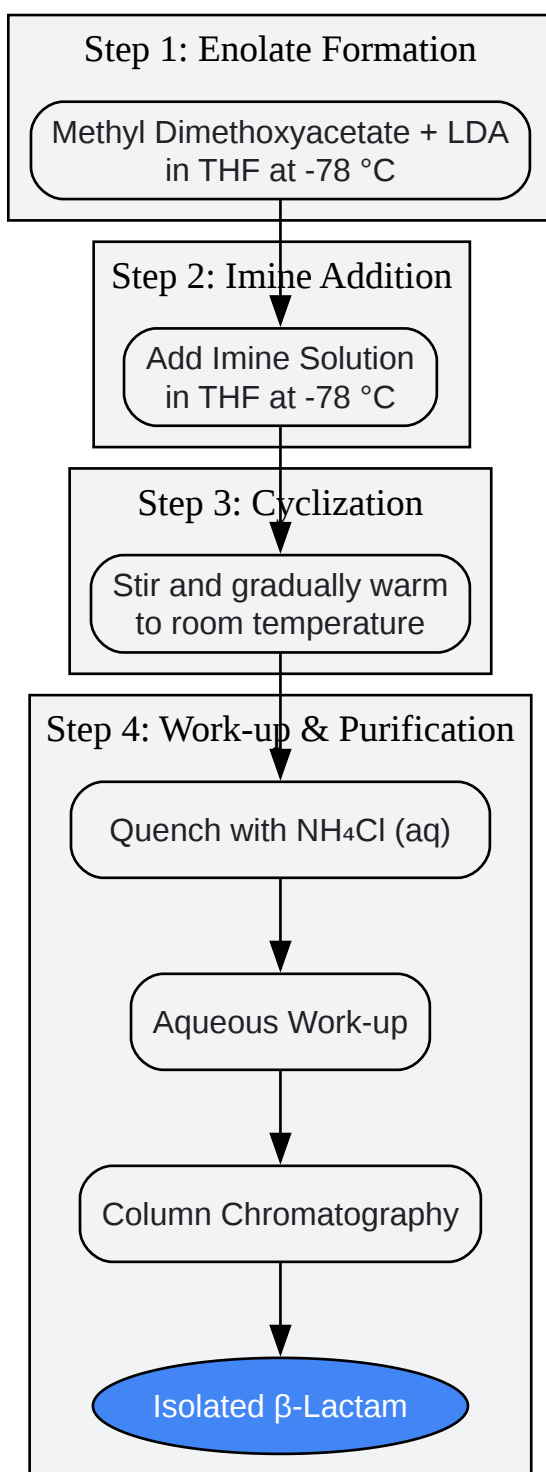 Step 1: Enolate Formation
Methyl Dimethoxyacetate + LDA
in THF at -78 °C
Step 2: Imine Addition
Add Imine Solution
in THF at -78 °C
Step 3: Cyclization
Stir and gradually warm
to room temperature
Step 4: Work-up & Purification
Quench with NH₄Cl (aq)
Aqueous Work-up
Column Chromatography
Isolated β-Lactam